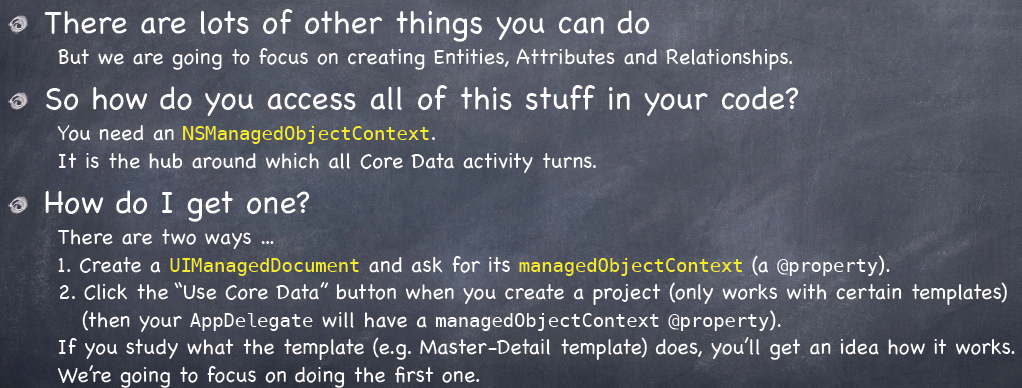 There are lots of other things you can do
But we are going to focus on creating Entities, Attributes and Relationships.
So how do you access all of this stuff in your code?
You need an NSManagedObjectContext.
It is the hub around which all Core Data activity turns.
How do I get one?
There are two ways ...
1. Create a UIManagedDocument and ask for its managedObjectContext (a @property).
2. Click the “Use Core Data” button when you create a project (only works with certain templates)
(then your AppDelegate will have a managedObjectContext @property).
If you study what the template (e.g. Master-Detail template) does, you’ll get an idea how it works.
We’re going to focus on doing the first one.